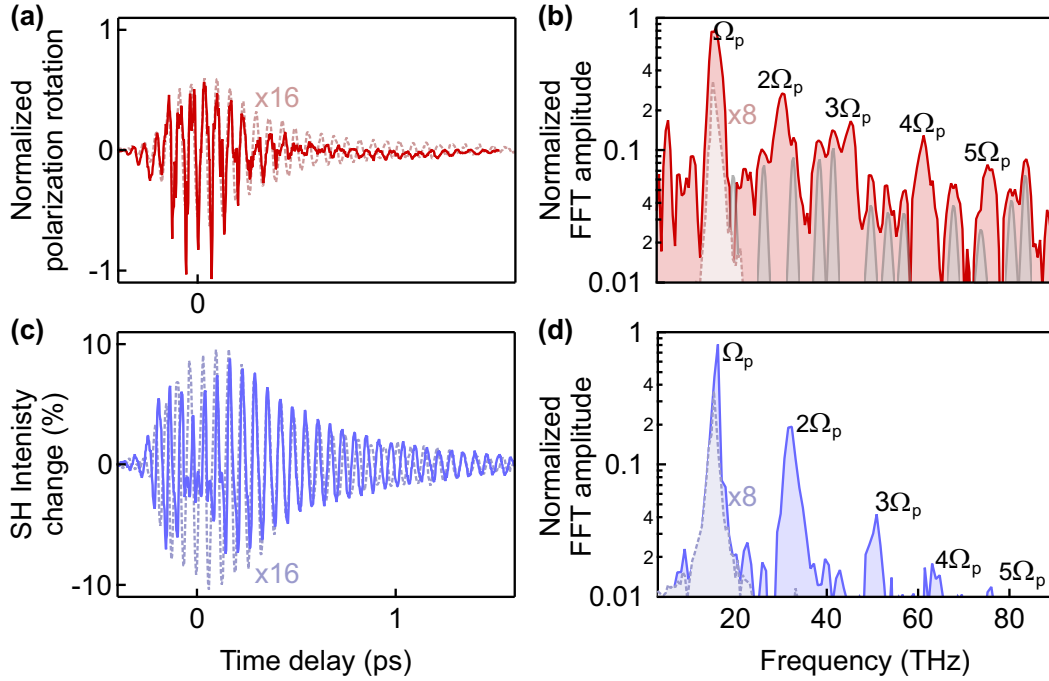 (a)
Normalized
polarization rotation
1
0
-1
x16
0
(b)
Normalized
FFT amplitude
1
4
2
0.1
4
2
0.01
Ωp
x8
2Ωp
3Ωp
4Ωp
5Ωp
(c)
SH Intenisty
change (%)
10
0
-10
x16
0
1
Time delay (ps)
(d)
Normalized
FFT amplitude
1
4
2
0.1
4
2
0.01
Ωp
x8
2Ωp
3Ωp
4Ωp
5Ωp
20
40
60
80
Frequency (THz)